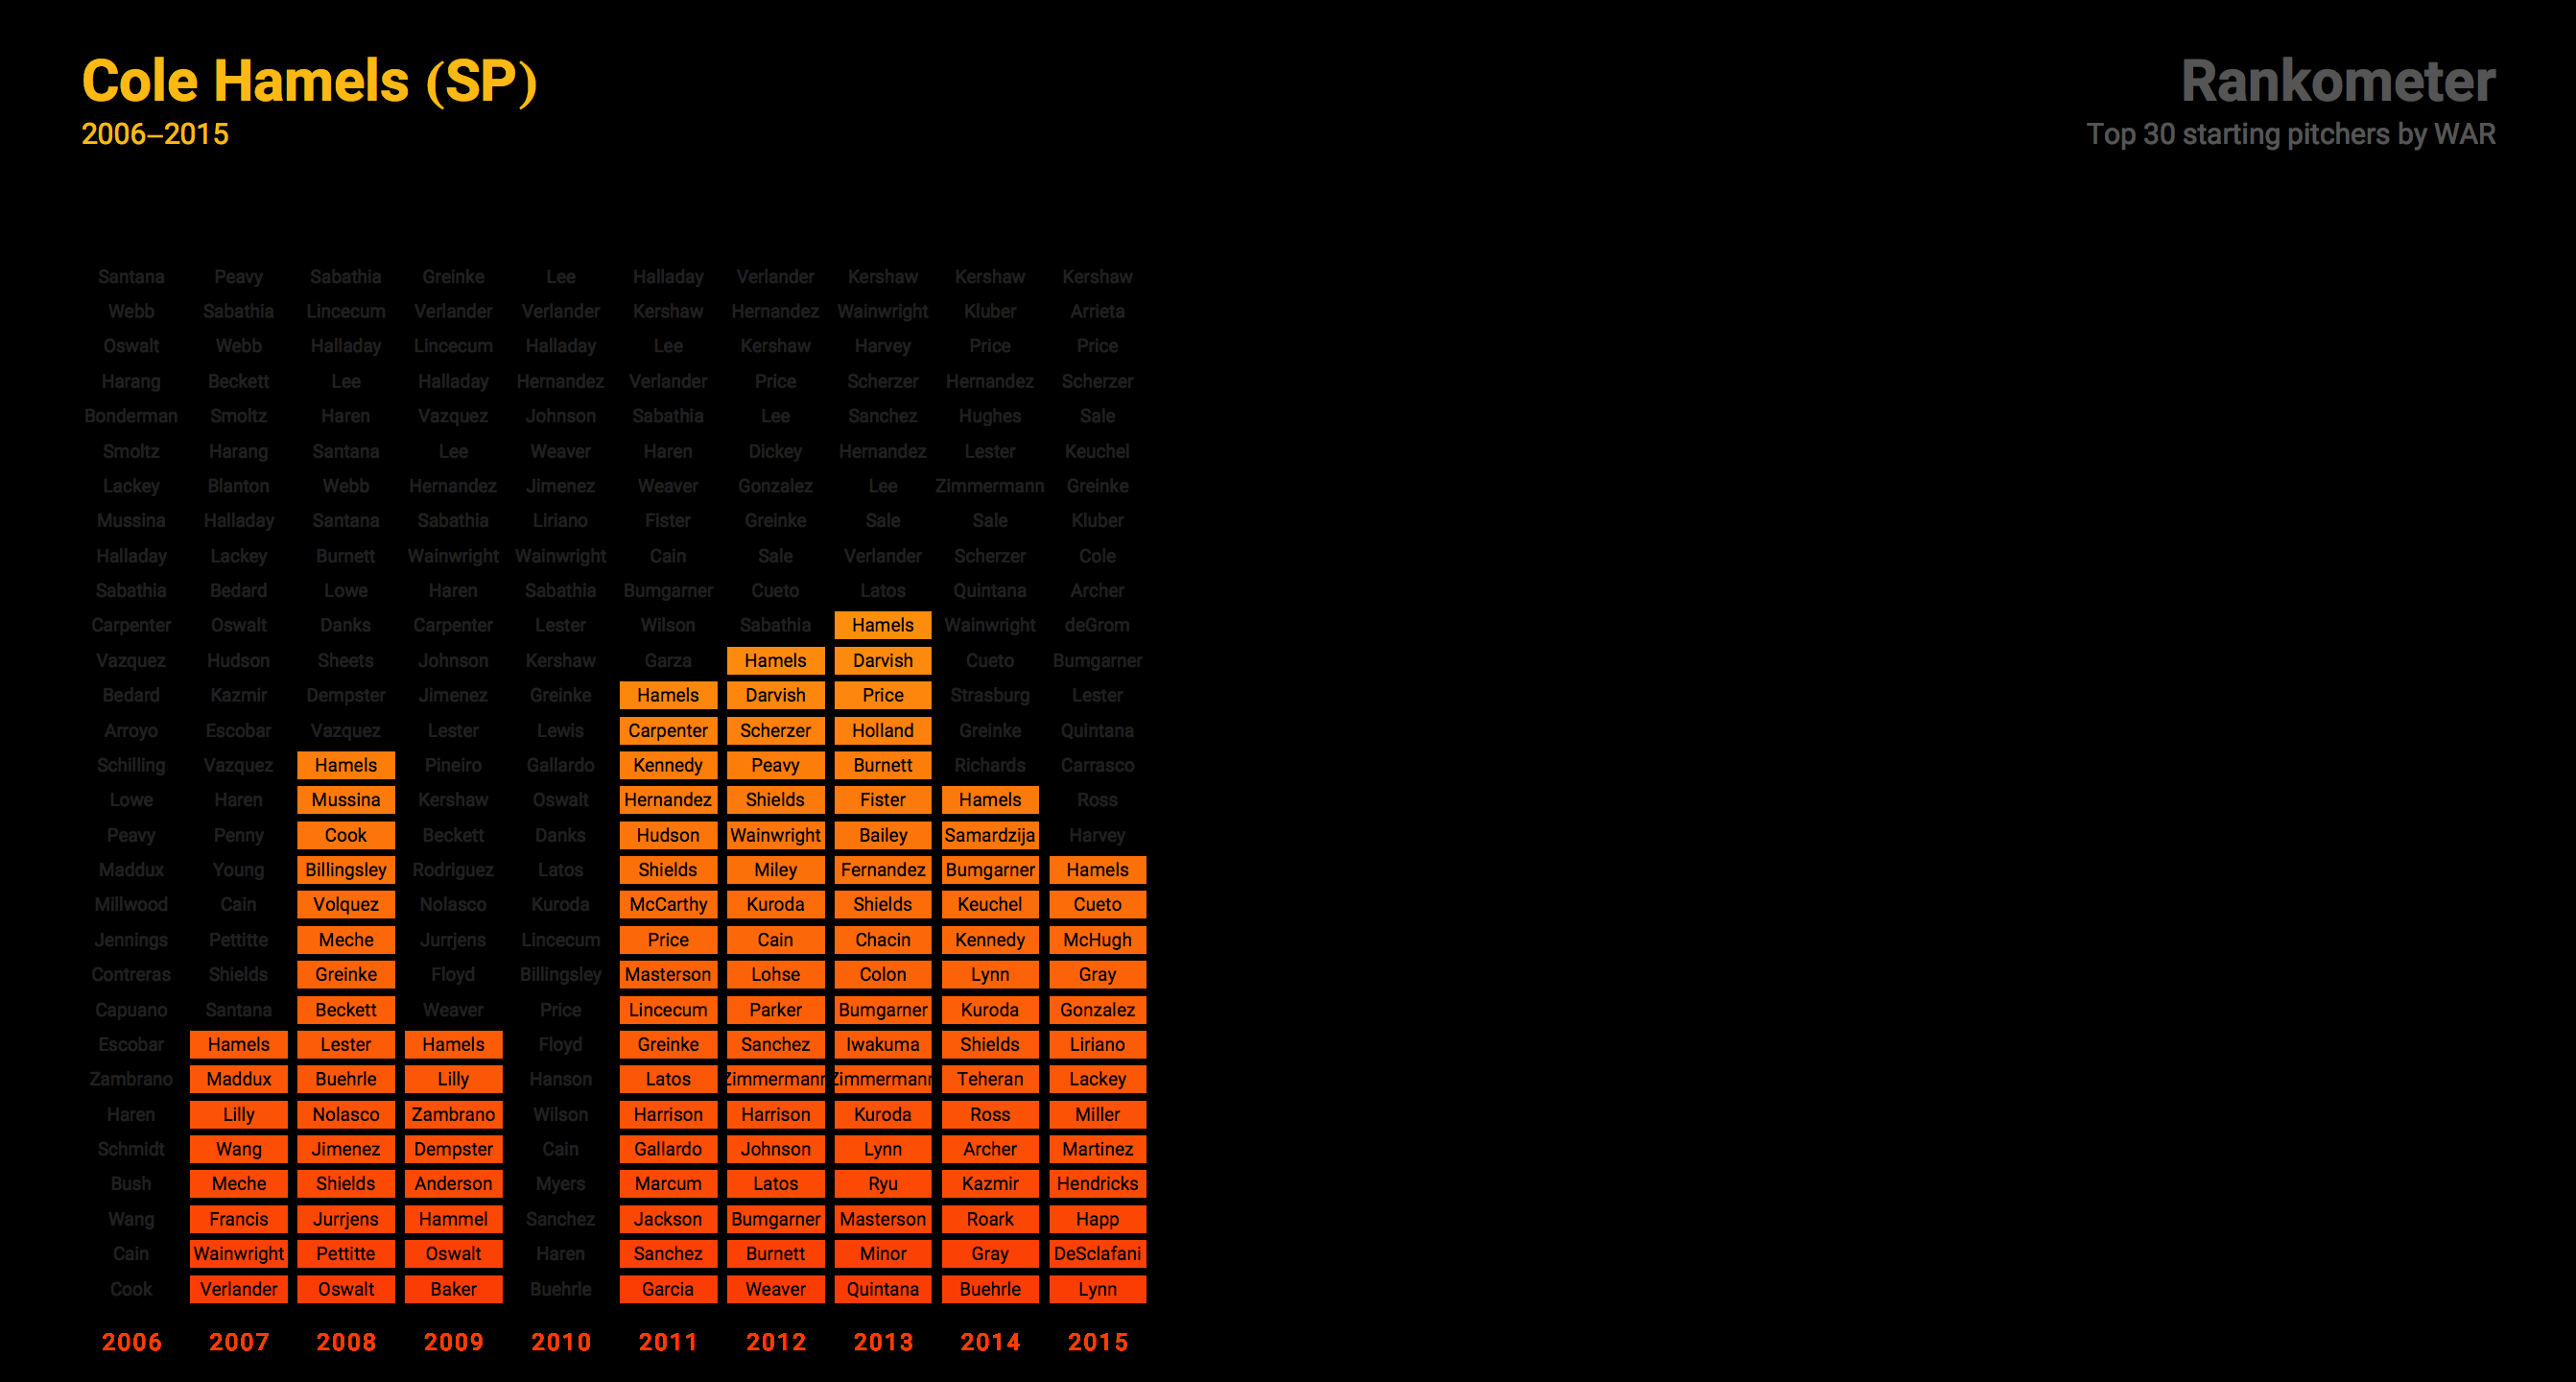 Cole Hamels (SP)
2006–2015
Rankometer
Top 30 starting pitchers by WAR
Santana Peavy Sabathia Greinke Lee Halladay Verlander Kershaw Kershaw Kershaw
Webb Sabathia Lincecum Verlander Verlander Kershaw Hernandez Wainwright Kluber Arrieta
Oswalt Webb Halladay Lincecum Halladay Lee Kershaw Harvey Price Price
Harang Beckett Lee Halladay Hernandez Verlander Price Scherzer Hernandez Scherzer
Bonderman Smoltz Haren Vazquez Johnson Sabathia Lee Sanchez Hughes Sale
Smoltz Harang Santana Lee Weaver Haren Dickey Hernandez Lester Keuchel
Lackey Blanton Webb Hernandez Jimenez Weaver Gonzalez Lee Zimmermann Greinke
Mussina Halladay Santana Sabathia Liriano Fister Greinke Sale Sale Kluber
Halladay Lackey Burnett Wainwright Wainwright Cain Sale Verlander Scherzer Cole
Sabathia Bedard Lowe Haren Sabathia Bumgarner Cueto Latos Quintana Archer
Carpenter Oswalt Danks Carpenter Lester Wilson Sabathia Hamels Wainwright deGrom
Vazquez Hudson Sheets Johnson Kershaw Garza Hamels Darvish Cueto Bumgarner
Bedard Kazmir Dempster Jimenez Greinke Hamels Darvish Price Strasburg Lester
Arroyo Escobar Vazquez Lester Lewis Carpenter Scherzer Holland Greinke Quintana
Schilling Vazquez Hamels Pineiro Gallardo Kennedy Peavy Burnett Richards Carrasco
Lowe Haren Mussina Kershaw Oswalt Hernandez Shields Fister Hamels Ross
Peavy Penny Cook Beckett Danks Hudson Wainwright Bailey Samardzija Harvey
Maddux Young Billingsley Rodriguez Latos Shields Miley Fernandez Bumgarner Hamels
Millwood Cain Volquez Nolasco Kuroda McCarthy Kuroda Shields Keuchel Cueto
Jennings Pettitte Meche Jurrjens Lincecum Price Cain Chacin Kennedy McHugh
Contreras Shields Greinke Floyd Billingsley Masterson Lohse Colon Lynn Gray
Capuano Santana Beckett Weaver Price Lincecum Parker Bumgarner Kuroda Gonzalez
Escobar Hamels Lester Hamels Floyd Greinke Sanchez Iwakuma Shields Liriano
Zambrano Maddux Buehrle Lilly Hanson Latos Zimmermann Zimmermann Teheran Lackey
Haren Lilly Nolasco Zambrano Wilson Harrison Harrison Kuroda Ross Miller
Schmidt Wang Jimenez Dempster Cain Gallardo Johnson Lynn Archer Martinez
Bush Meche Shields Anderson Myers Marcum Latos Ryu Kazmir Hendricks
Wang Francis Jurrjens Hammel Sanchez Jackson Bumgarner Masterson Roark Happ
Cain Wainwright Pettitte Oswalt Haren Sanchez Burnett Minor Gray DeSclafani
Cook Verlander Oswalt Baker Buehrle Garcia Weaver Quintana Buehrle Lynn
2006 2007 2008 2009 2010 2011 2012 2013 2014 2015